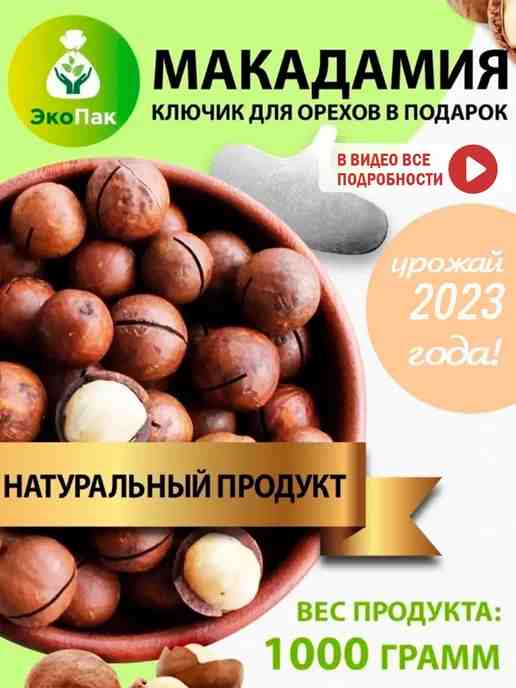 ЭкоПак
МАКАДАМИЯ
КЛЮЧИК ДЛЯ ОРЕХОВ В ПОДАРОК
В ВИДЕО ВСЕ
ПОДРОБНОСТИ
урожай
2023
года!
НАТУРАЛЬНЫЙ ПРОДУКТ
ВЕС ПРОДУКТА:
1000 ГРАММ